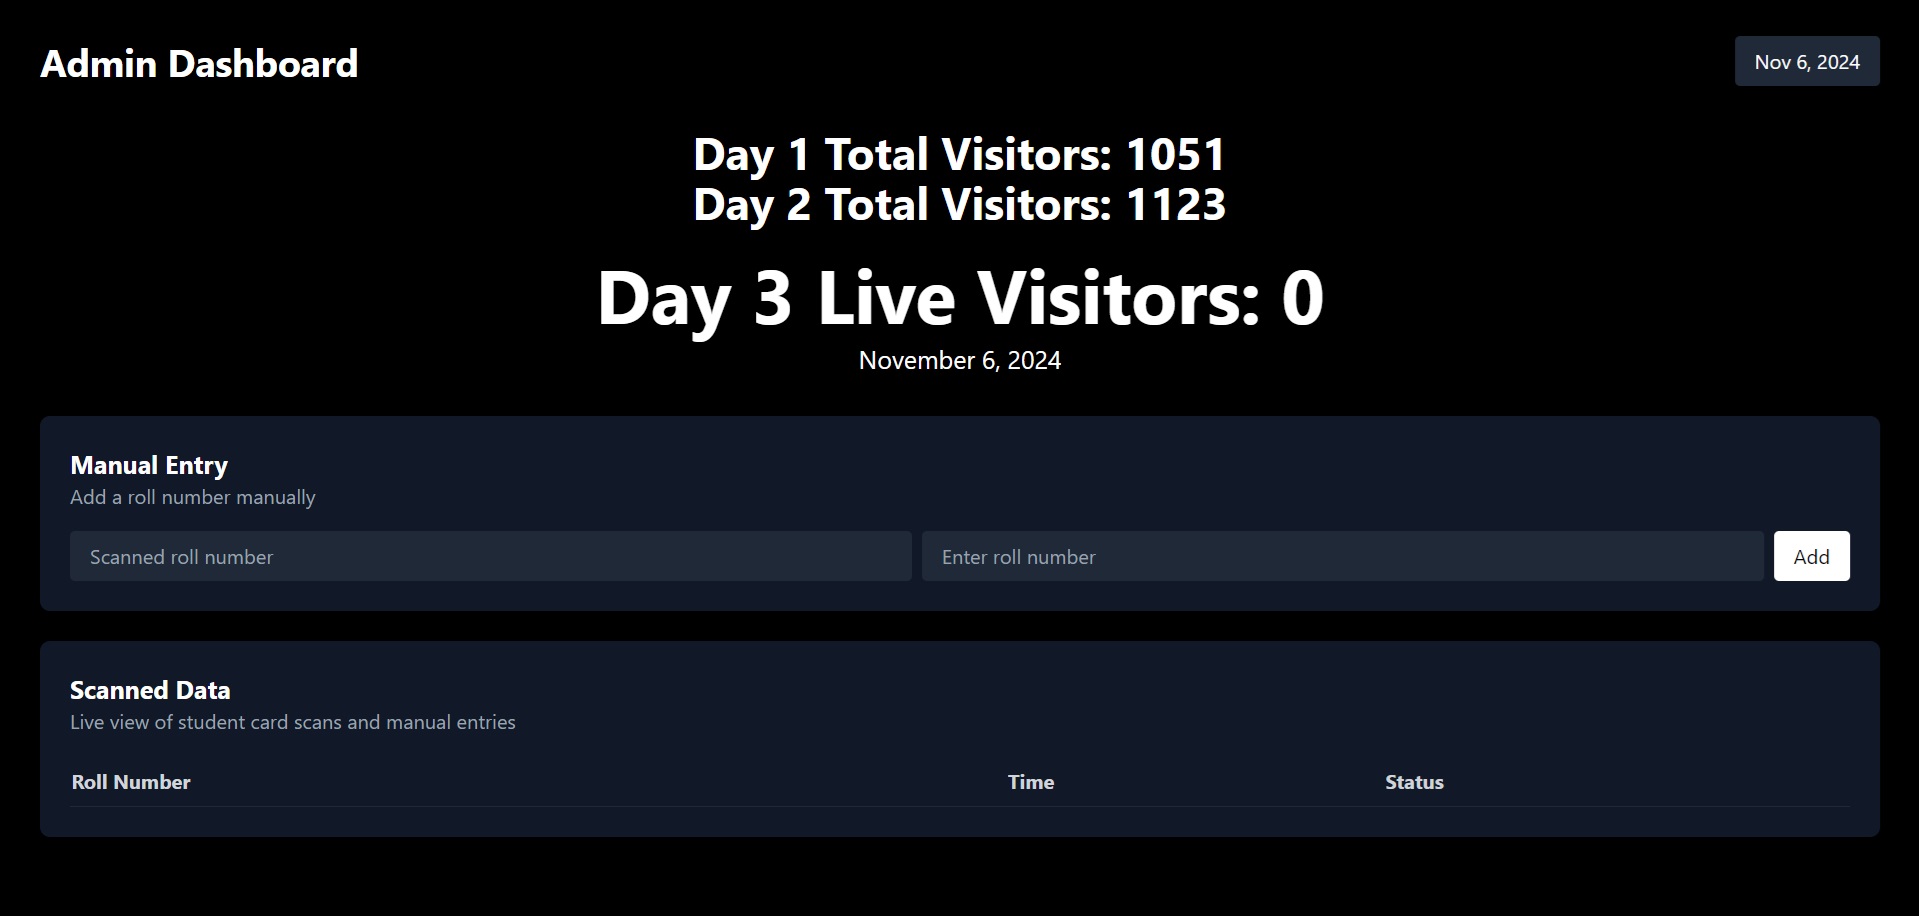 Admin Dashboard
Nov 6, 2024
Day 1 Total Visitors: 1051
Day 2 Total Visitors: 1123
Day 3 Live Visitors: 0
November 6, 2024
Manual Entry
Add a roll number manually
Scanned roll number
Enter roll number
Add
Scanned Data
Live view of student card scans and manual entries
Roll Number
Time
Status